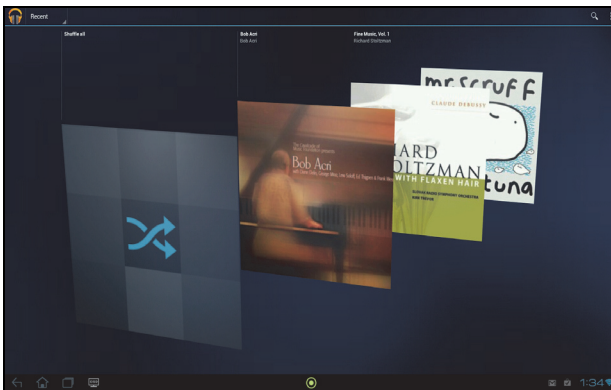 Recent
Shuffle all
Bob Acri
Bob Acri
Fine Music, Vol. 1
Richard Stoltzman
mr.scruff
CLAUDE DEBUSSY
Bob Acri
HARD
OLTZMAN
WITH FLAXEN HAIR
tuna
1:34